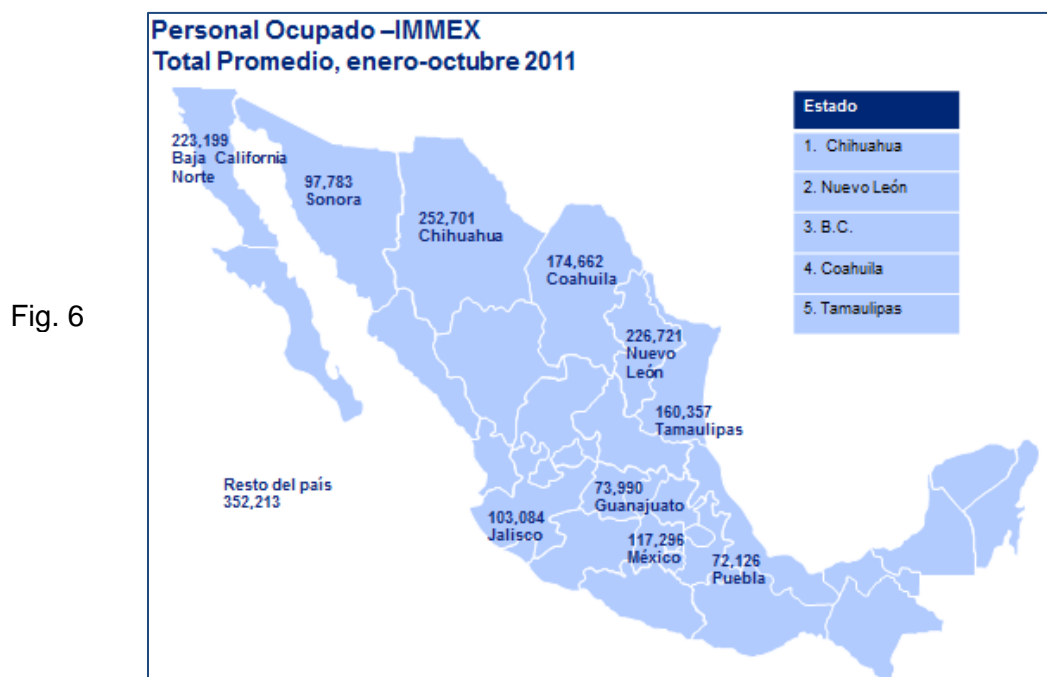 Personal Ocupado –IMMEX
Total Promedio, enero-octubre 2011
Estado
1. Chihuahua
2. Nuevo León
3. B.C.
4. Coahuila
5. Tamaulipas
223,199
Baja California
Norte
97,783
Sonora
252,701
Chihuahua
174,662
Coahuila
226,721
Nuevo
León
160,357
Tamaulipas
Fig. 6
Resto del país
352,213
73,990
Guanajuato
103,084
Jalisco
117,296
México
72,126
Puebla